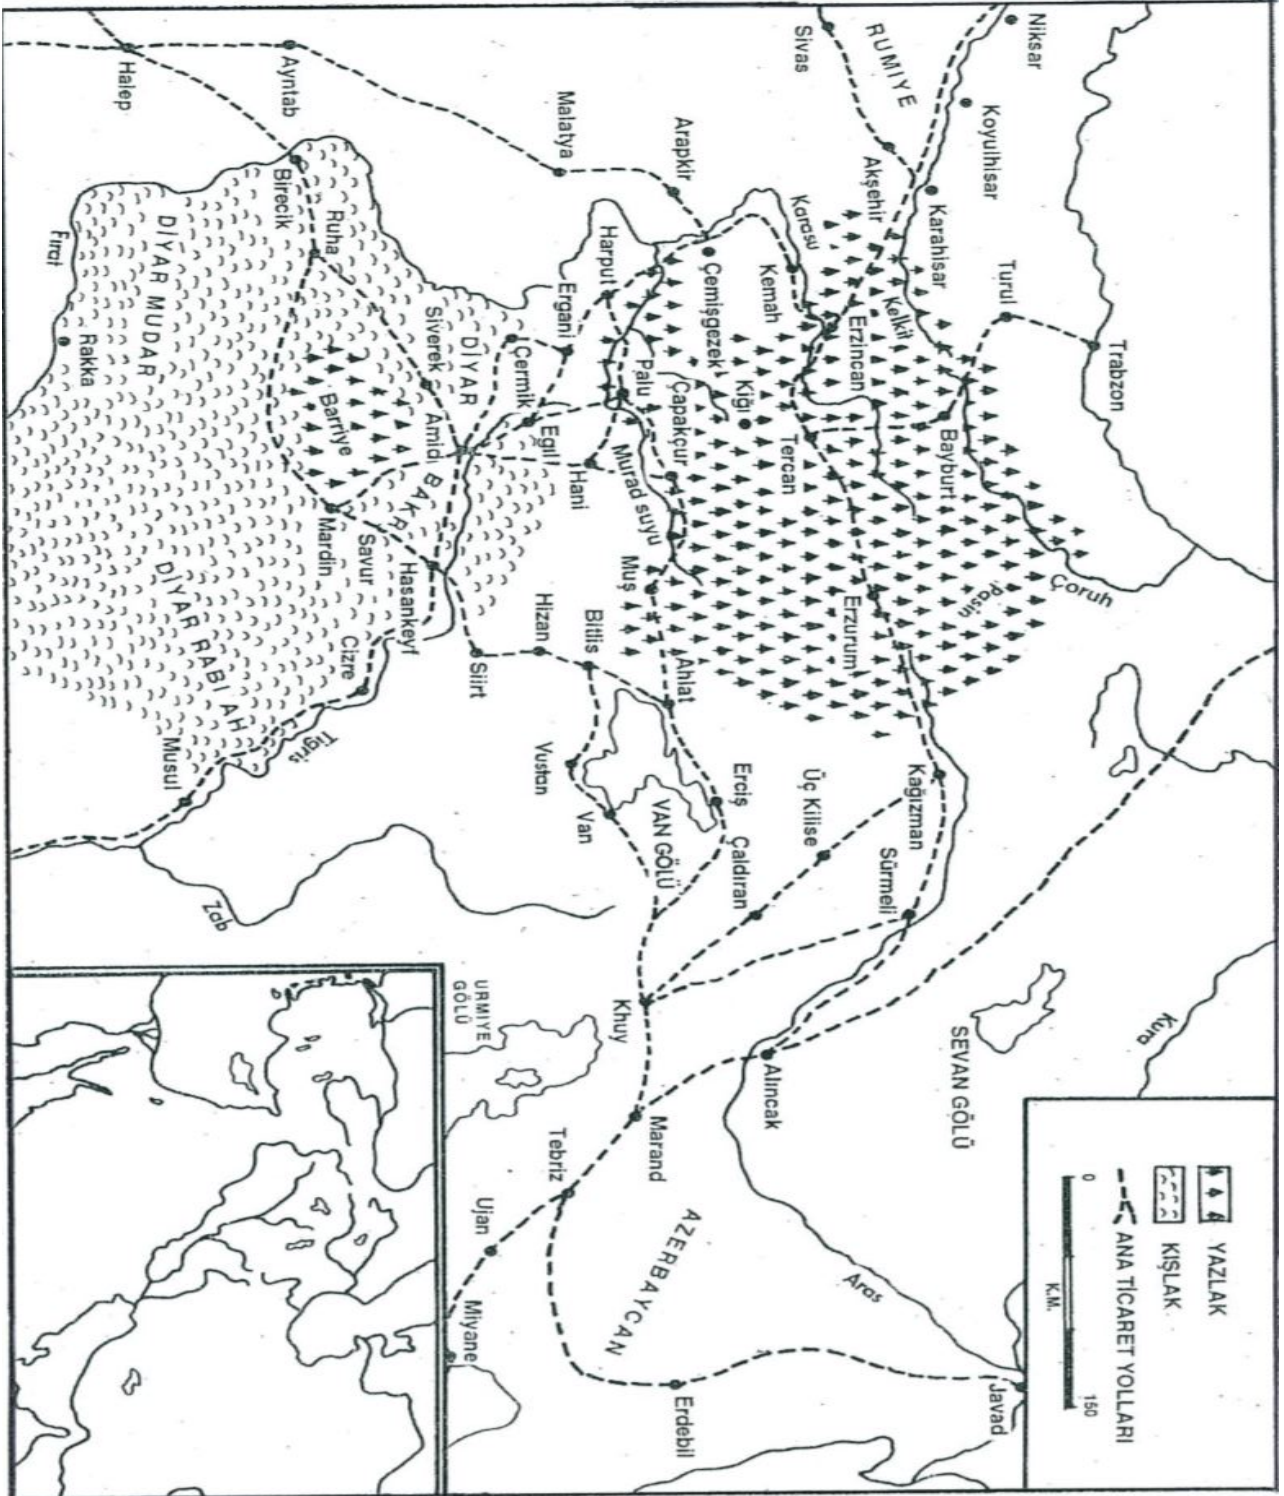 YAZLAK
KIŞLAK
ANA TİCARET YOLLARI
0
150
K.M.
Niksar
Koyulhisar
RUMIYE
Sivas
Akşehir
Karahisar
Turul
Trabzon
Kelkit
Bayburt
Çoruh
Pasin
Arapkir
Malatya
Karasu
Kemah
Erzincan
Tercan
Erzurum
Çemişgezek
Kiğı
Harput
Palu
Çapakçur
Murad suyu
Muş
Ahlat
Ergani
Çermik
Egil
Hani
Ayntab
Halep
Birecik
Ruha
Siverek
Amid
DİYAR
BAKR
Barriye
Mardin
Savur
Hasankeyf
Cizre
Siirt
Hizan
Bitlis
DİYAR MUDAR
DİYAR RABI AH
Fırat
Rakka
Musul
Tigris
Zab
Vustan
Van
VAN GÖLÜ
Erciş
Çaldıran
Üç Kilise
Kağızman
Sürmeli
Khuy
URMIYE
GÖLÜ
Marand
Alıncak
SEVAN GÖLÜ
Kura
Tebriz
Ujan
Miyane
AZERBAYCAN
Aras
Erdebil
Javad